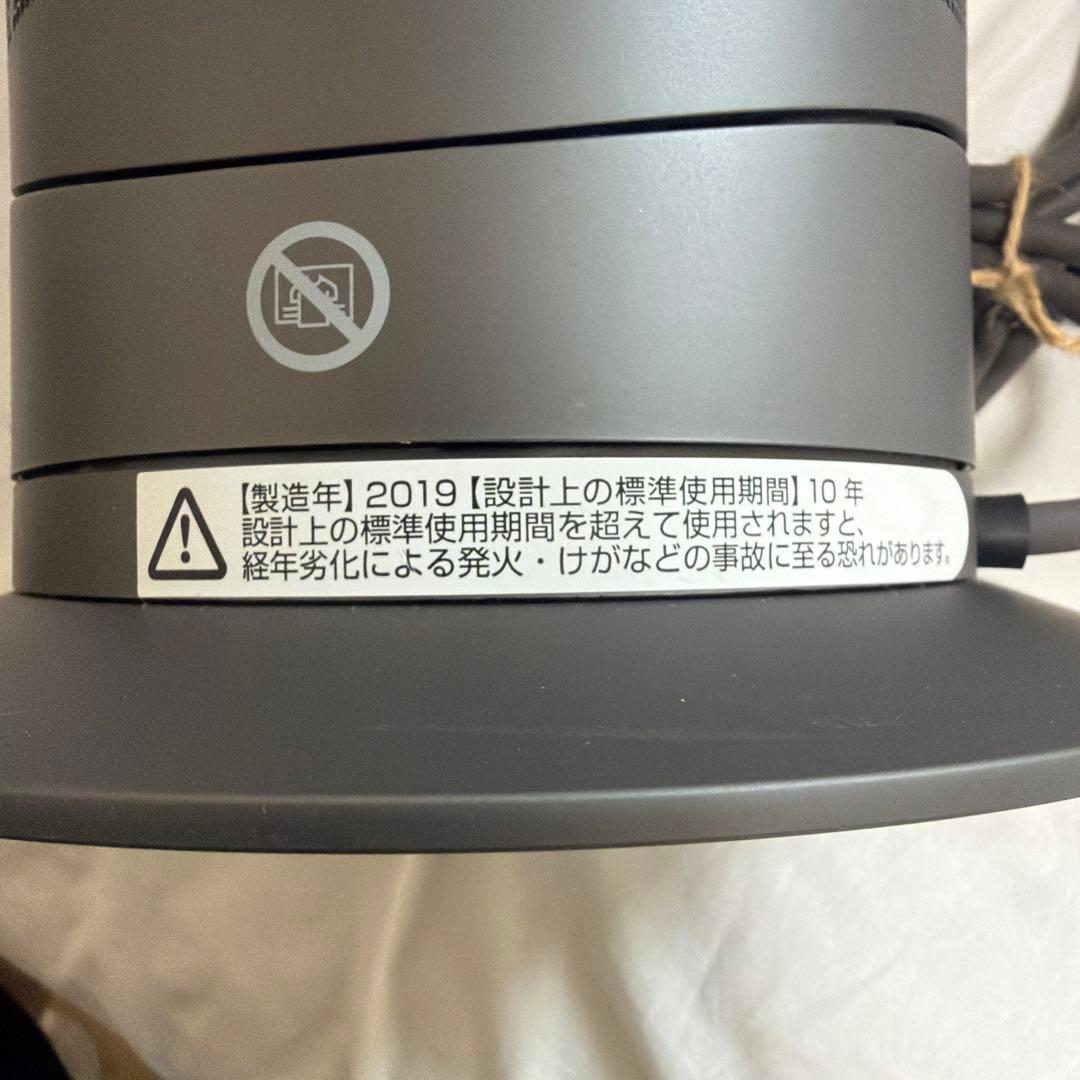 【製造年】2019【設計上の標準使用期間】10年
設計上の標準使用期間を超えて使用されますと、
経年劣化による発火・けがなどの事故に至る恐れがあります。